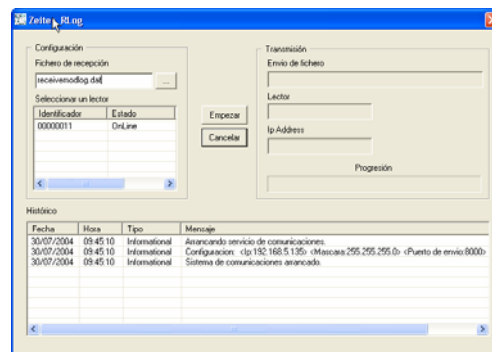 Zeitex RLog
Configuración
Fichero de recepción
receivemodlog.dat
...
Seleccionar un lector
Identificador Estado
00000011 OnLine
Empezar
Cancelar
Transmisión
Envio de fichero
Lector
Ip Address
Progresión
Histórico
Fecha Hora Tipo Mensaje
30/07/2004 09:45:10 Informational Arrancando servicio de comunicaciones.
30/07/2004 09:45:10 Informational Configuracion: <Ip:192.168.5.135> <Mascara:255.255.255.0> <Puerto de envio:8000>
30/07/2004 09:45:10 Informational Sistema de comunicaciones arrancado.